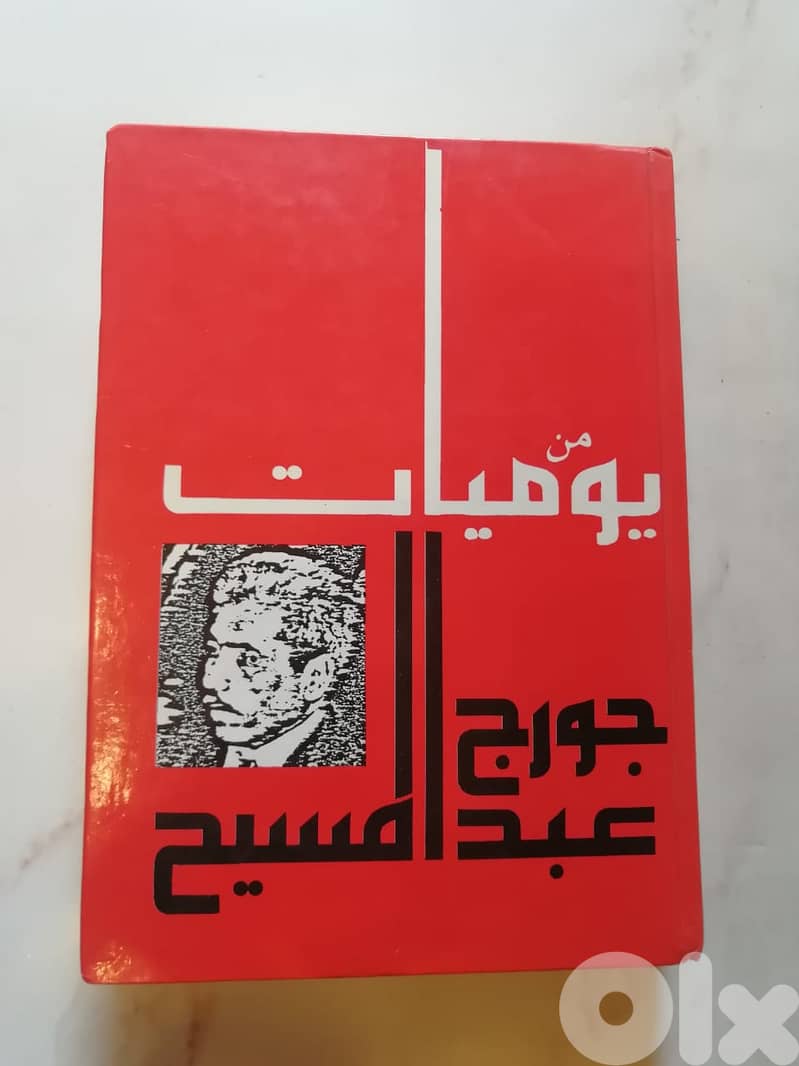 من
يوميات
جورج
عبد المسيح
OLX